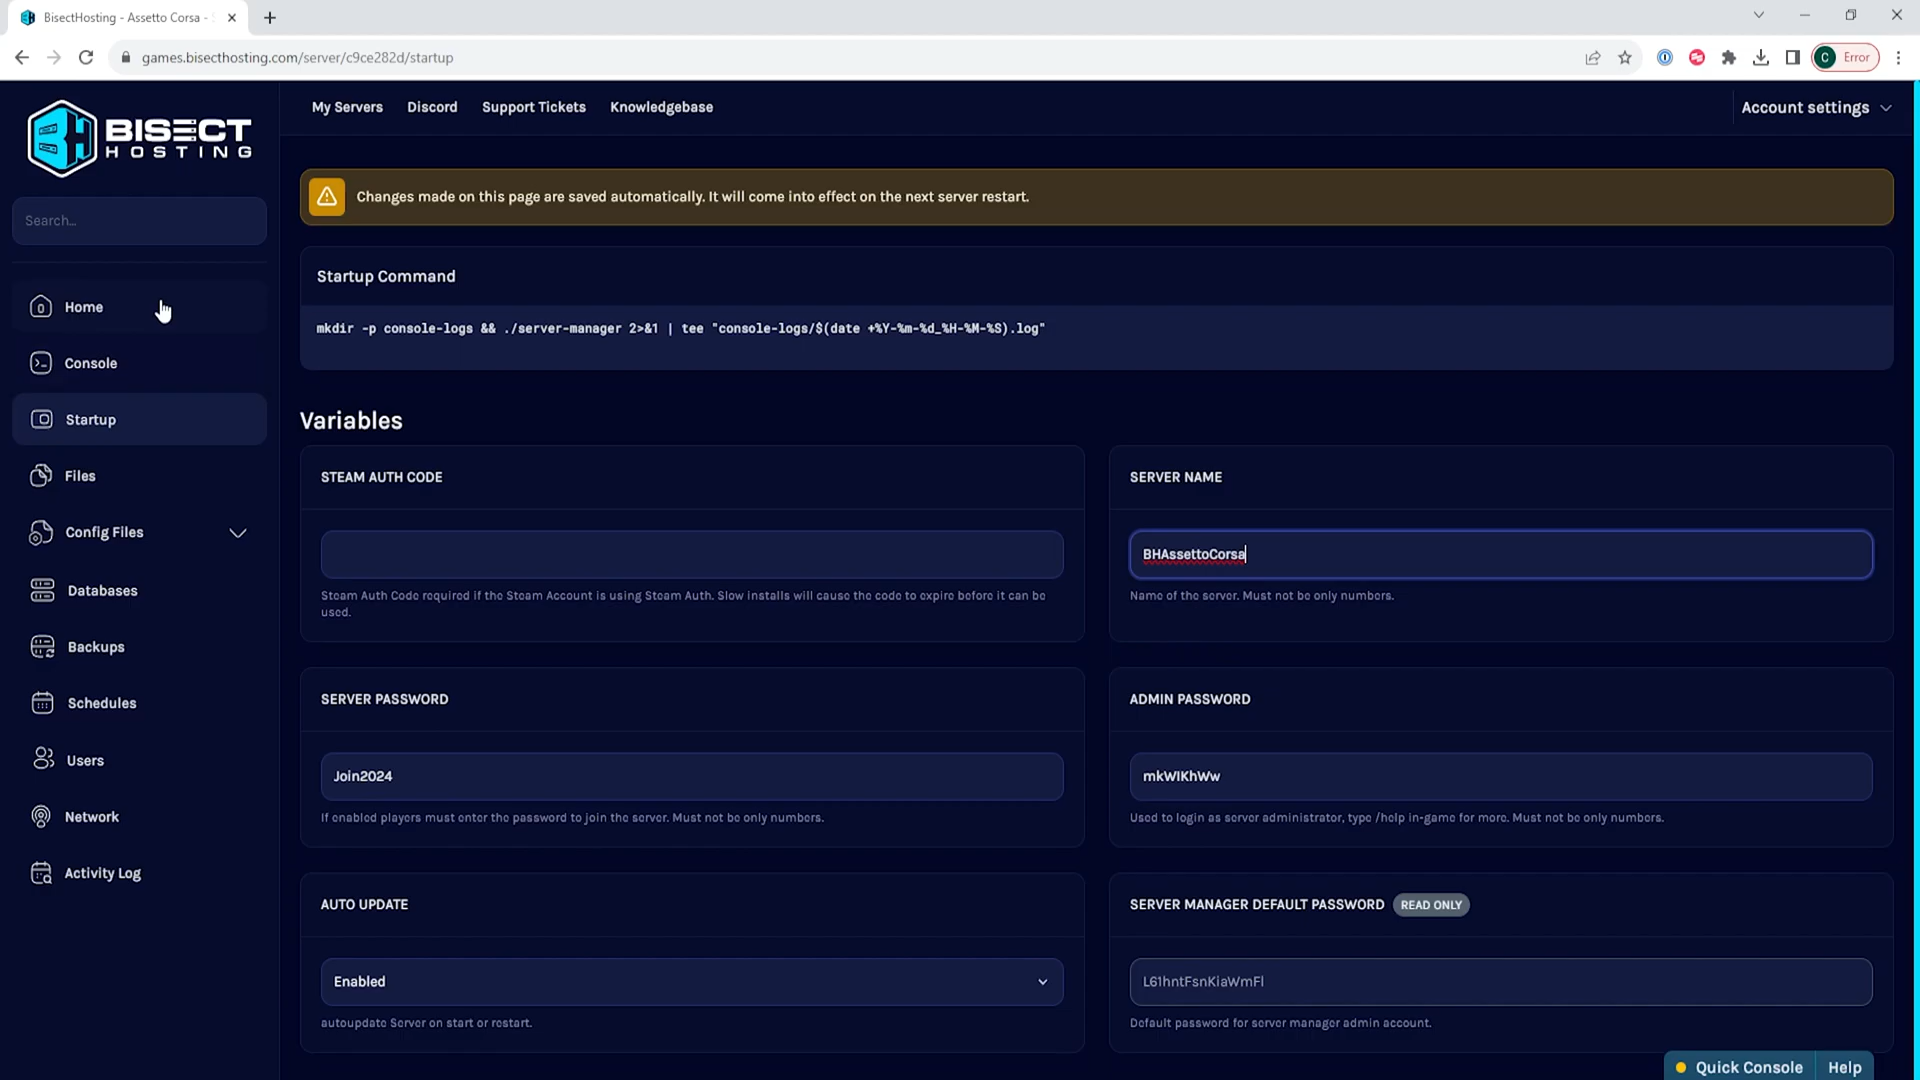 BisectHosting - Assetto Corsa -
games.bisecthosting.com/server/c9ce282d/startup
C Error
BISECT
HOSTING
My Servers Discord Support Tickets Knowledgebase
Account settings
Search...
Home
Console
Startup
Files
Config Files
Databases
Backups
Schedules
Users
Network
Activity Log
Changes made on this page are saved automatically. It will come into effect on the next server restart.
Startup Command
mkdir -p console-logs && ./server-manager 2>&1 | tee "console-logs/$(date +%Y-%m-%d_%H-%M-%S).log"
Variables
STEAM AUTH CODE
Steam Auth Code required if the Steam Account is using Steam Auth. Slow installs will cause the code to expire before it can be
used.
SERVER NAME
BHAssettoCorsa
Name of the server. Must not be only numbers.
SERVER PASSWORD
Join2024
If enabled players must enter the password to join the server. Must not be only numbers.
ADMIN PASSWORD
mkWIKhWw
Used to login as server administrator, type /help in-game for more. Must not be only numbers.
AUTO UPDATE
Enabled
autoupdate Server on start or restart.
SERVER MANAGER DEFAULT PASSWORD READ ONLY
L61hntFsnKiaWmFl
Default password for server manager admin account.
Quick Console Help